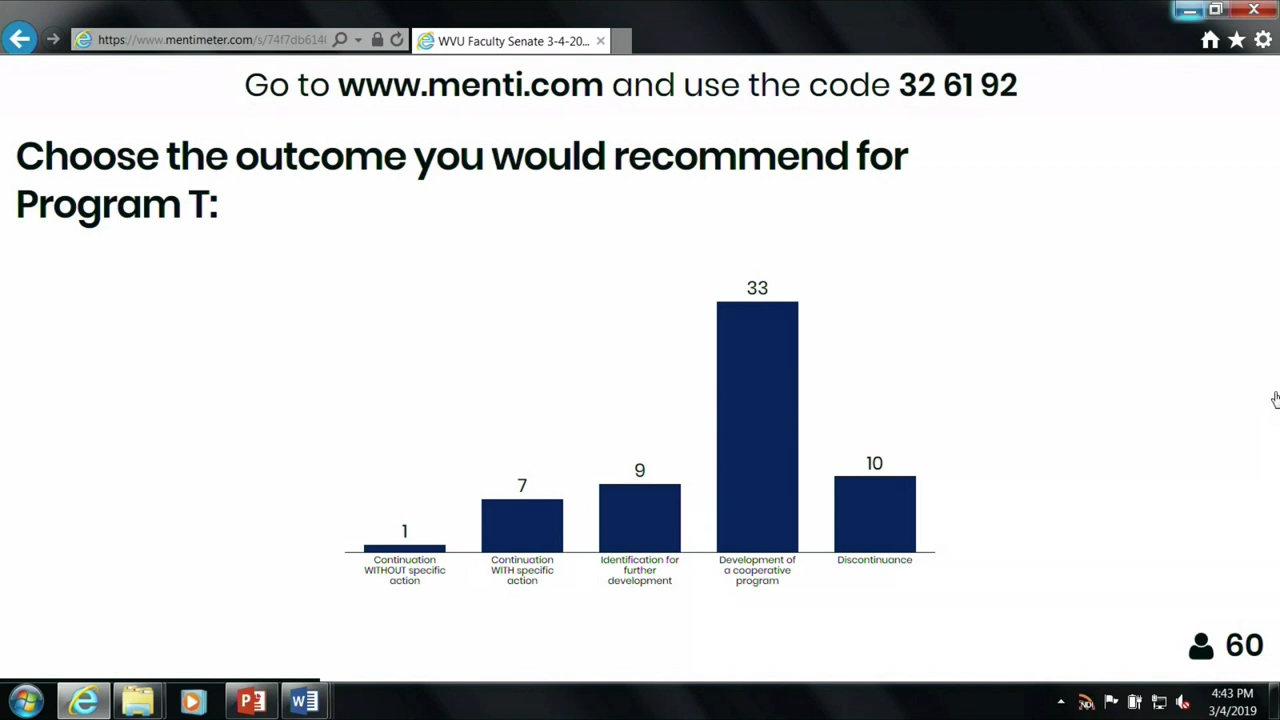 https://www.mentimeter.com/s/74f7db614
WVU Faculty Senate 3-4-20...
Go to www.menti.com and use the code 32 61 92
Choose the outcome you would recommend for
Program T:
33
10
9
7
1
Continuation
WITHOUT specific
action
Continuation
WITH specific
action
Identification for
further
development
Development of
a cooperative
program
Discontinuance
60
4:43 PM
3/4/2019